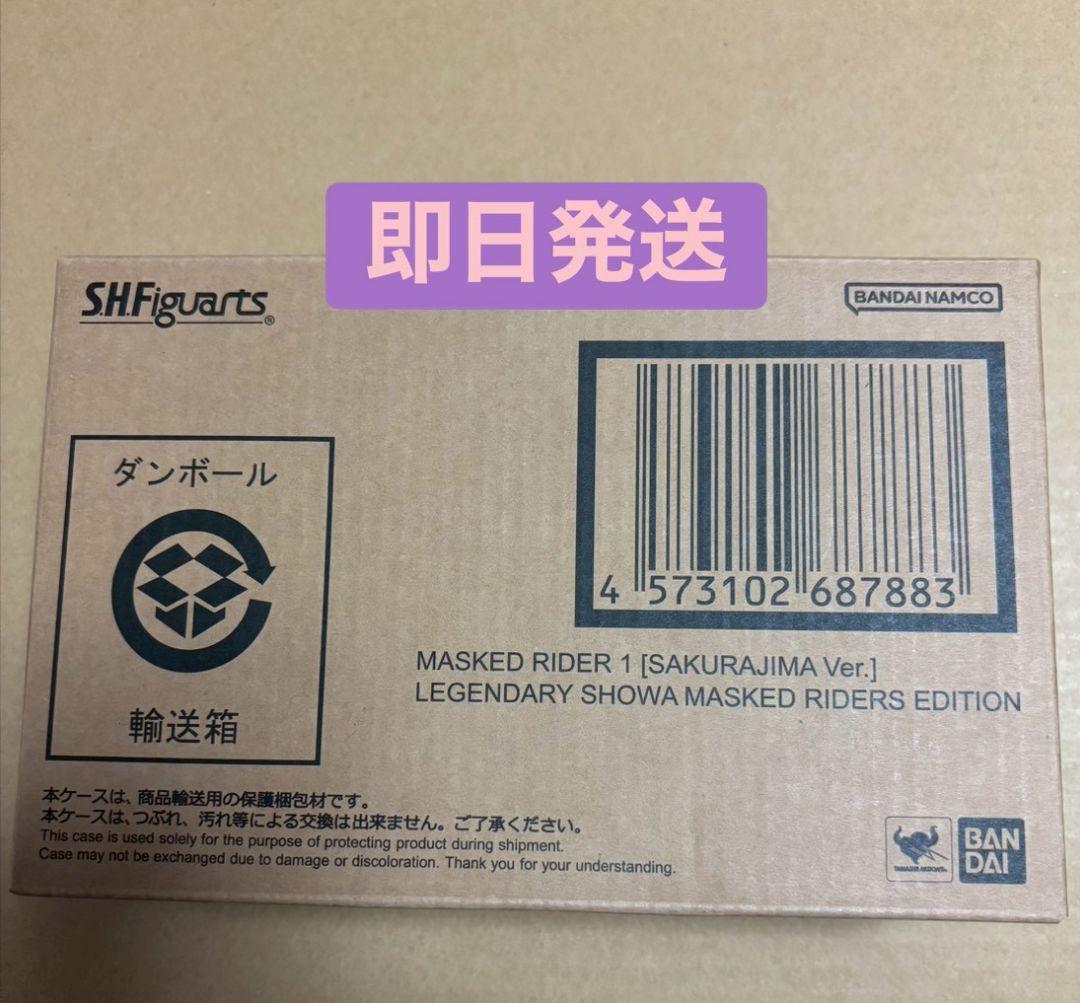 即日発送
S.H.Figuarts®
BANDAI NAMCO
ダンボール
輸送箱
4 573102 687883
MASKED RIDER 1 [SAKURAJIMA Ver.]
LEGENDARY SHOWA MASKED RIDERS EDITION
本ケースは、商品輸送用の保護梱包材です。
本ケースは、つぶれ、汚れ等による交換は出来ません。ご了承ください。
This case is used solely for the purpose of protecting product during shipment.
Case may not be exchanged due to damage or discoloration. Thank you for your understanding.
TAMASHII NATIONS
BAN
DAI